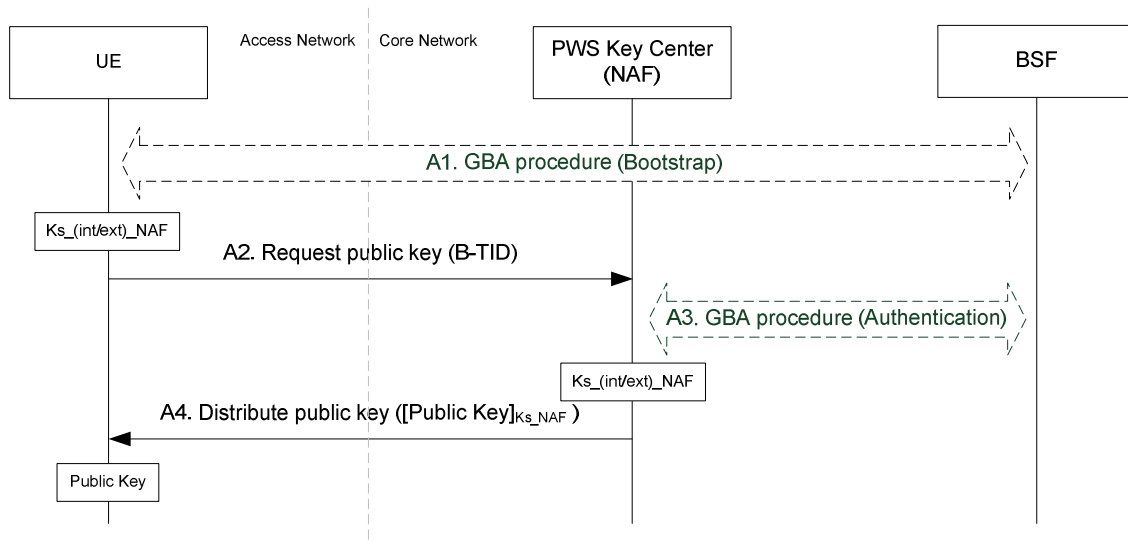 UE
Access Network
Core Network
PWS Key Center
(NAF)
BSF
A1. GBA procedure (Bootstrap)
Ks_(int/ext)_NAF
A2. Request public key (B-TID)
A3. GBA procedure (Authentication)
Ks_(int/ext)_NAF
A4. Distribute public key ([Public Key]Ks_NAF )
Public Key